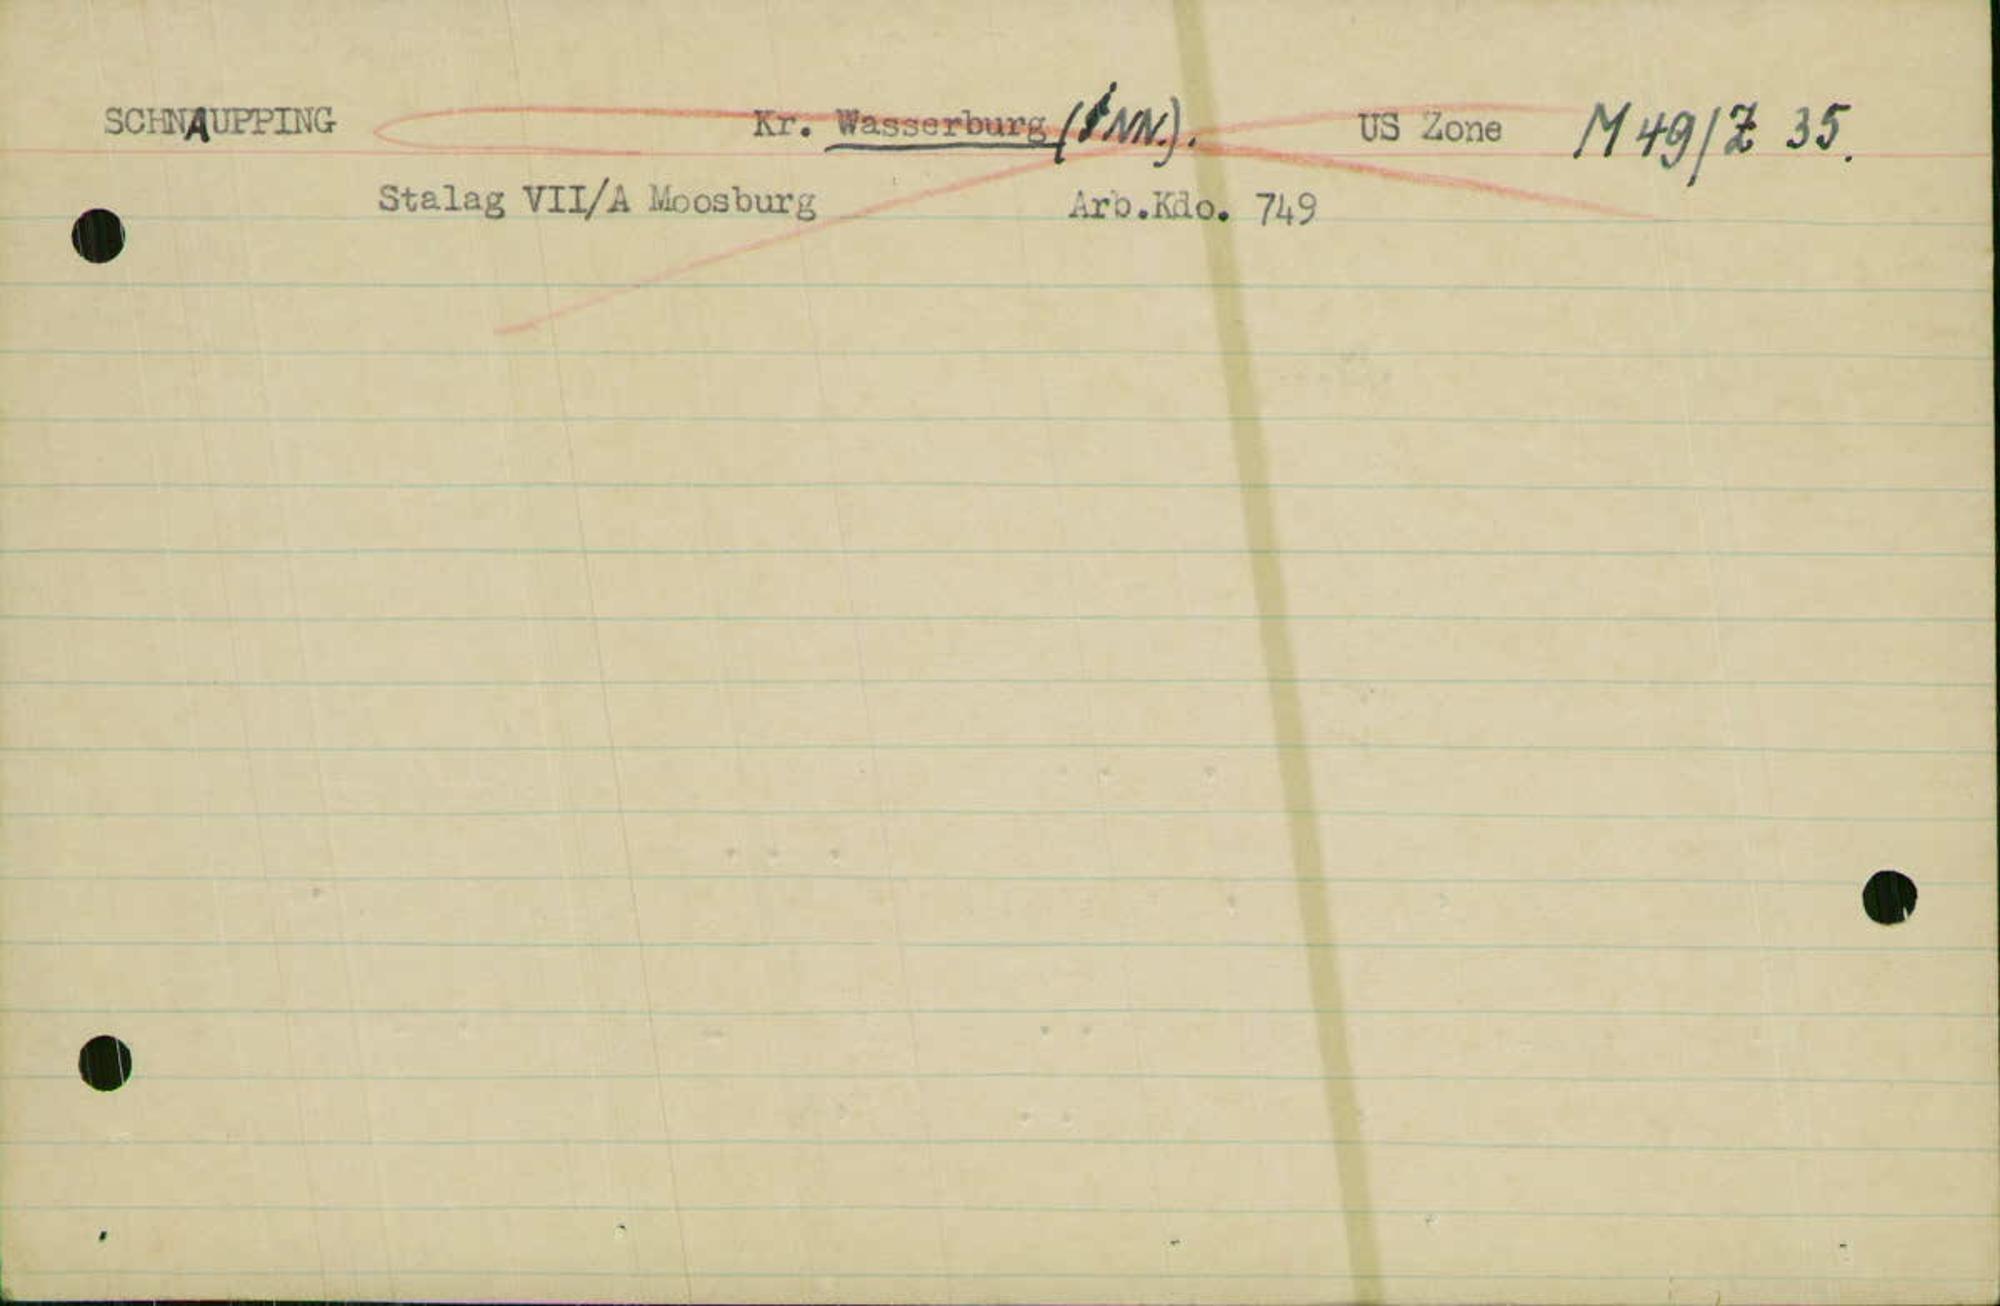 SCHNAUPPING Kr. Wasserburg (INN.). US Zone M 49/Z 35.
Stalag VII/A Moosburg Arb.Kdo. 749